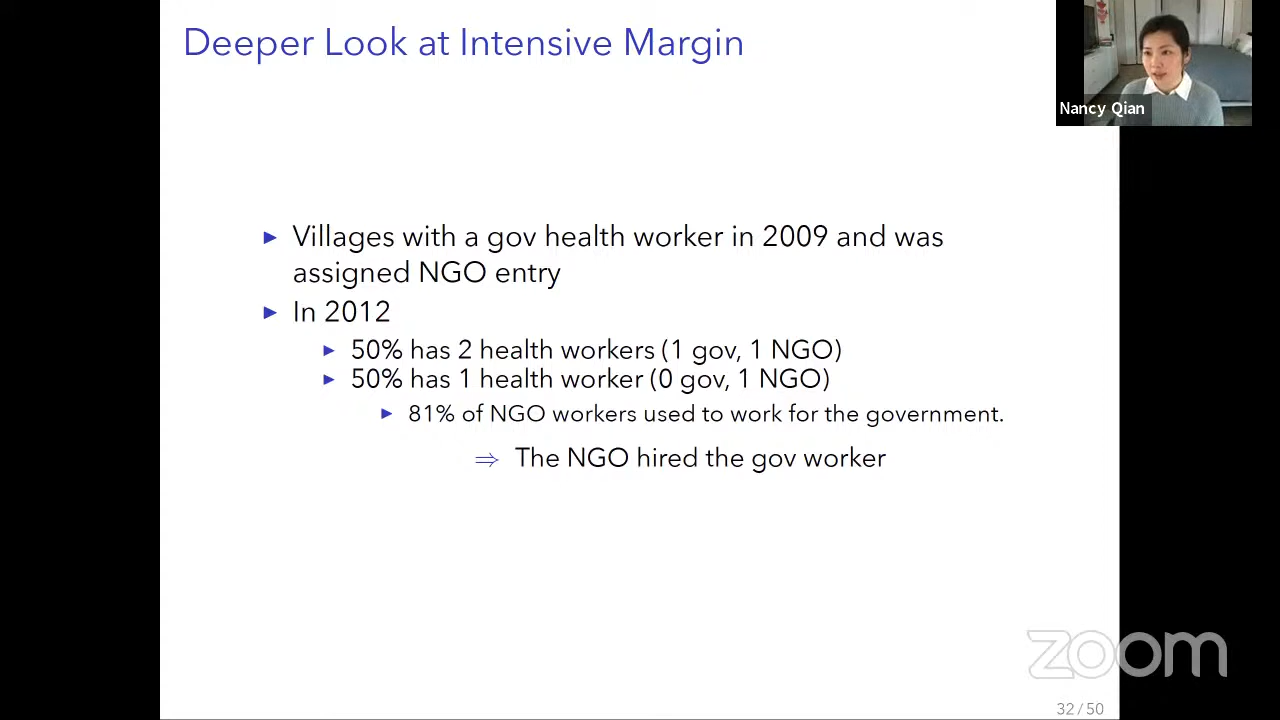 Deeper Look at Intensive Margin
Nancy Qian
Villages with a gov health worker in 2009 and was
assigned NGO entry
In 2012
50% has 2 health workers (1 gov, 1 NGO)
50% has 1 health worker (0 gov, 1 NGO)
81% of NGO workers used to work for the government.
⇒ The NGO hired the gov worker
zoom
32 / 50